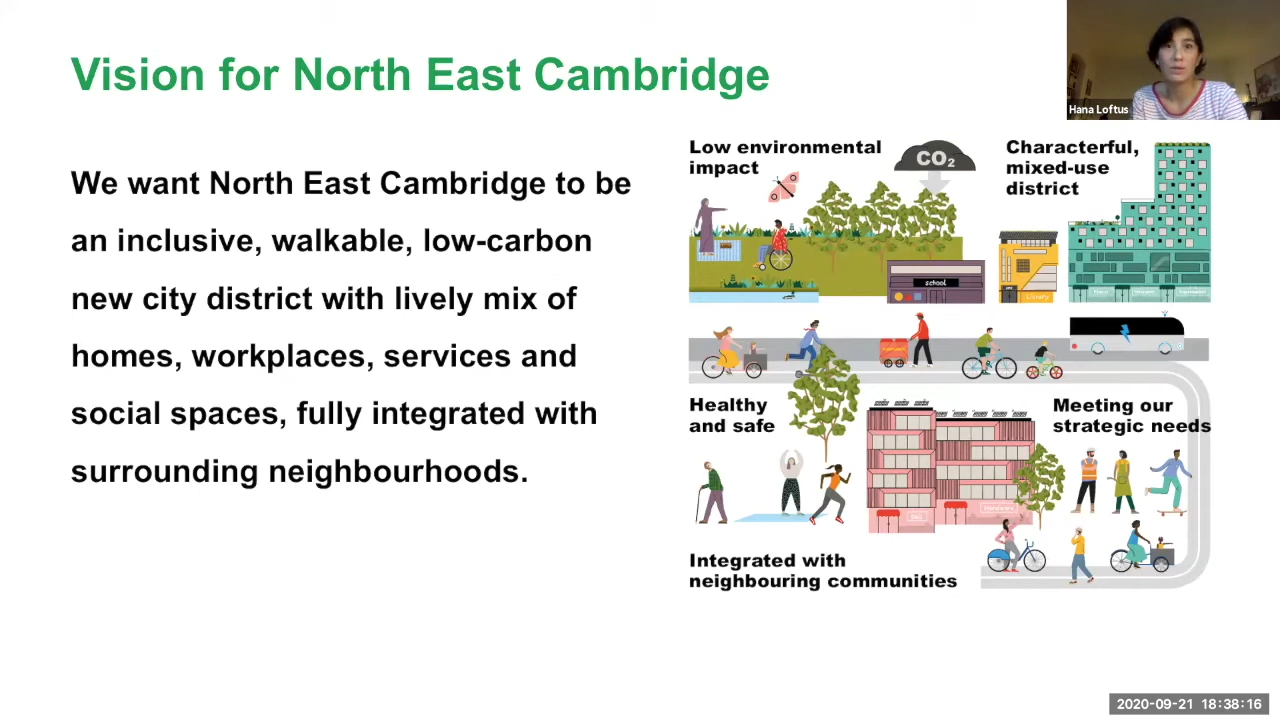 Vision for North East Cambridge
Hana Loftus
We want North East Cambridge to be
an inclusive, walkable, low-carbon
new city district with lively mix of
homes, workplaces, services and
social spaces, fully integrated with
surrounding neighbourhoods.
Low environmental
impact
CO₂
Characterful,
mixed-use
district
school
Library
Healthy
and safe
Meeting our
strategic needs
Deli
Hardware
Integrated with
neighbouring communities
2020-09-21 18:38:16